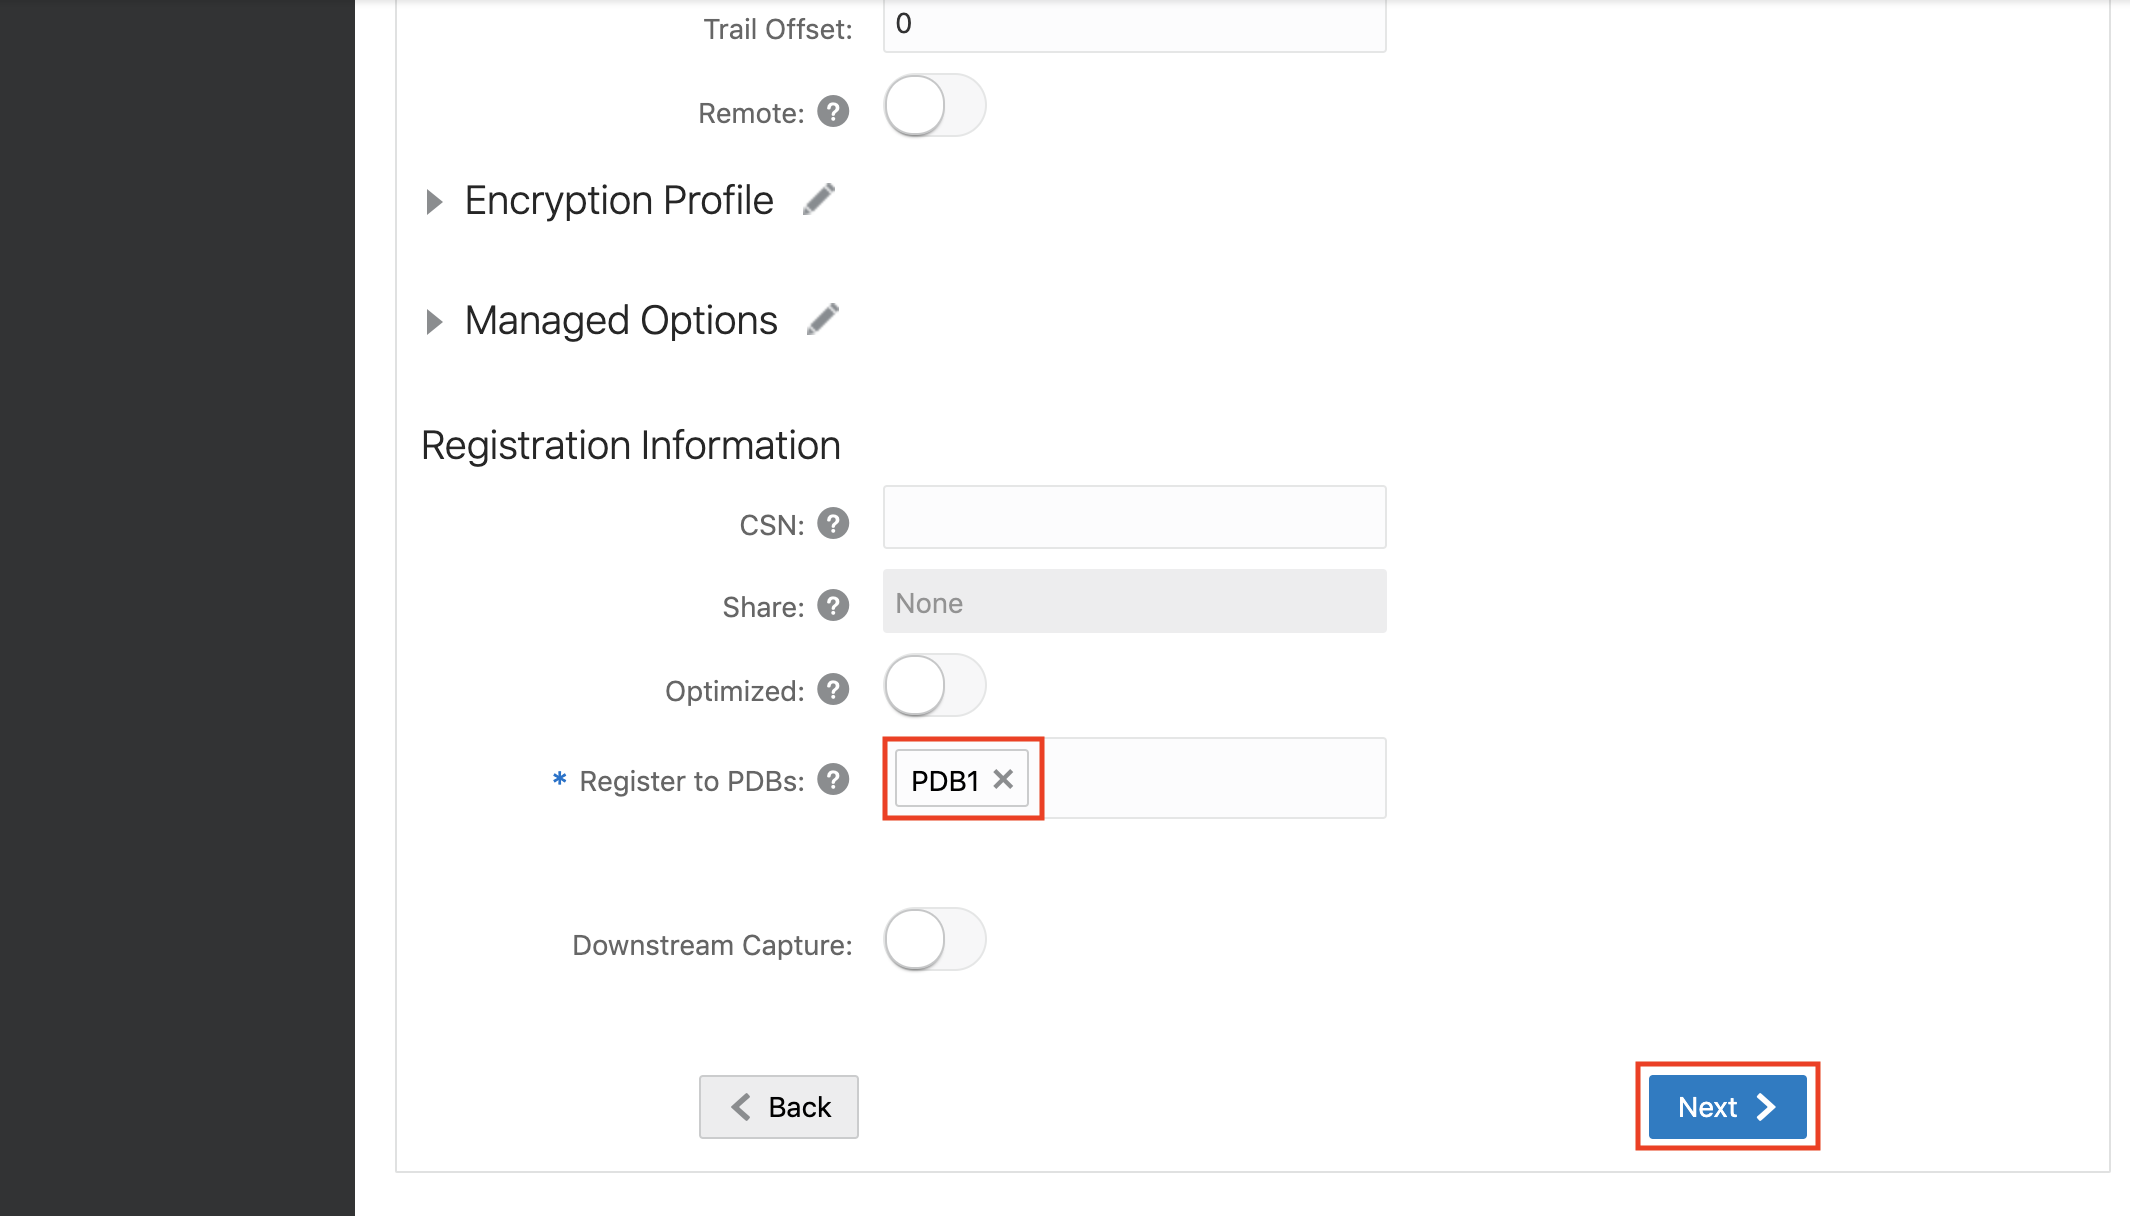 Trail Offset: 0
Remote: ?
Encryption Profile
Managed Options
Registration Information
CSN: ?
Share: ? None
Optimized: ?
* Register to PDBs: ? PDB1 ✕
Downstream Capture:
Back Next